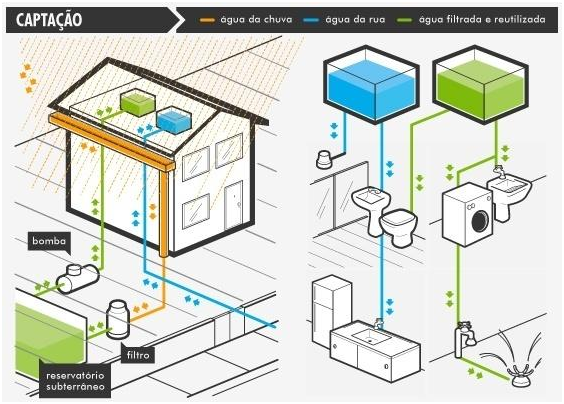 CAPTAÇÃO
água da chuva
água da rua
água filtrada e reutilizada
bomba
filtro
reservatório
subterrâneo